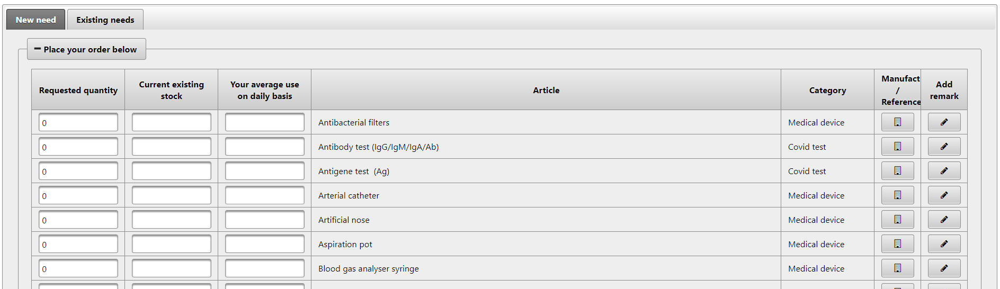 New need Existing needs
Place your order below
Requested quantity Current existing stock Your average use on daily basis Article Category Manufact / Reference Add remark
0 Antibacterial filters Medical device
0 Antibody test (IgG/IgM/IgA/Ab) Covid test
0 Antigene test  (Ag) Covid test
0 Arterial catheter Medical device
0 Artificial nose Medical device
0 Aspiration pot Medical device
0 Blood gas analyser syringe Medical device